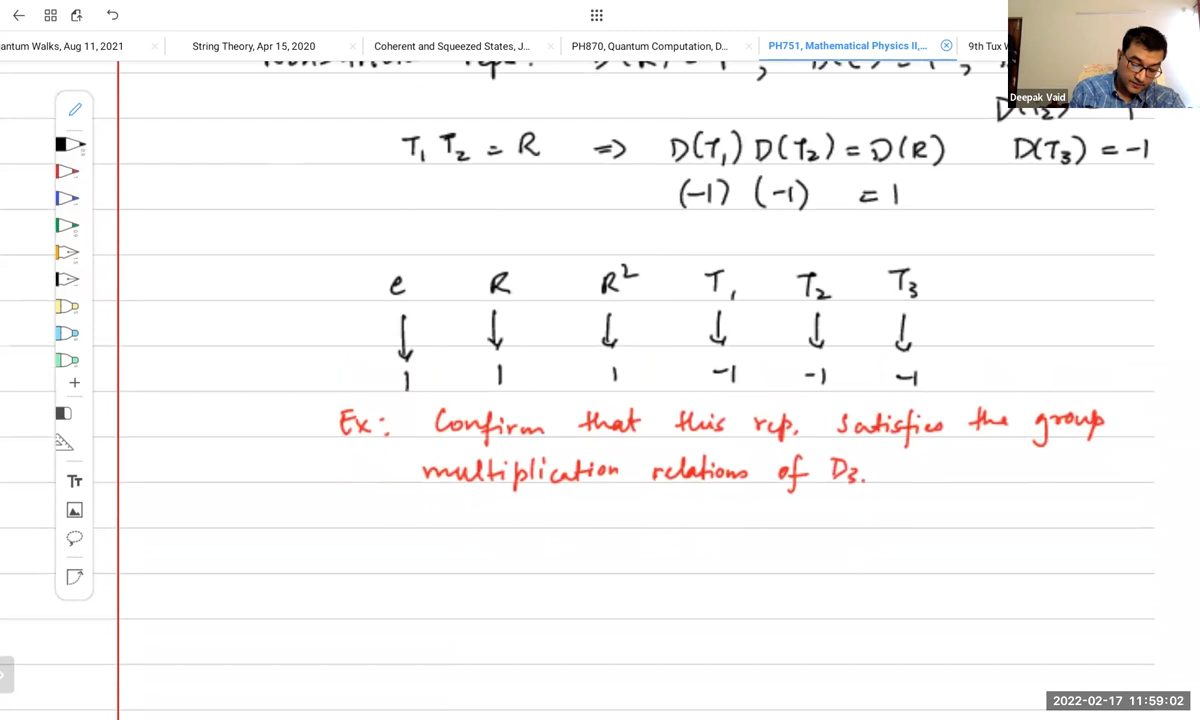 antum Walks, Aug 11, 2021 String Theory, Apr 15, 2020 Coherent and Squeezed States, J... PH870, Quantum Computation, D... PH751, Mathematical Physics II,... 9th Tux W
Deepak Vaid
T₁ T₂ = R ⇒ D(T₁) D(T₂) = D(R) D(T₃) = -1
(-1) (-1) = 1
e R R² T₁ T₂ T₃
↓ ↓ ↓ ↓ ↓ ↓
1 1 1 -1 -1 -1
Ex: Confirm that this rep. satisfies the group
multiplication relations of D₃.
Tт
2022-02-17 11:59:02